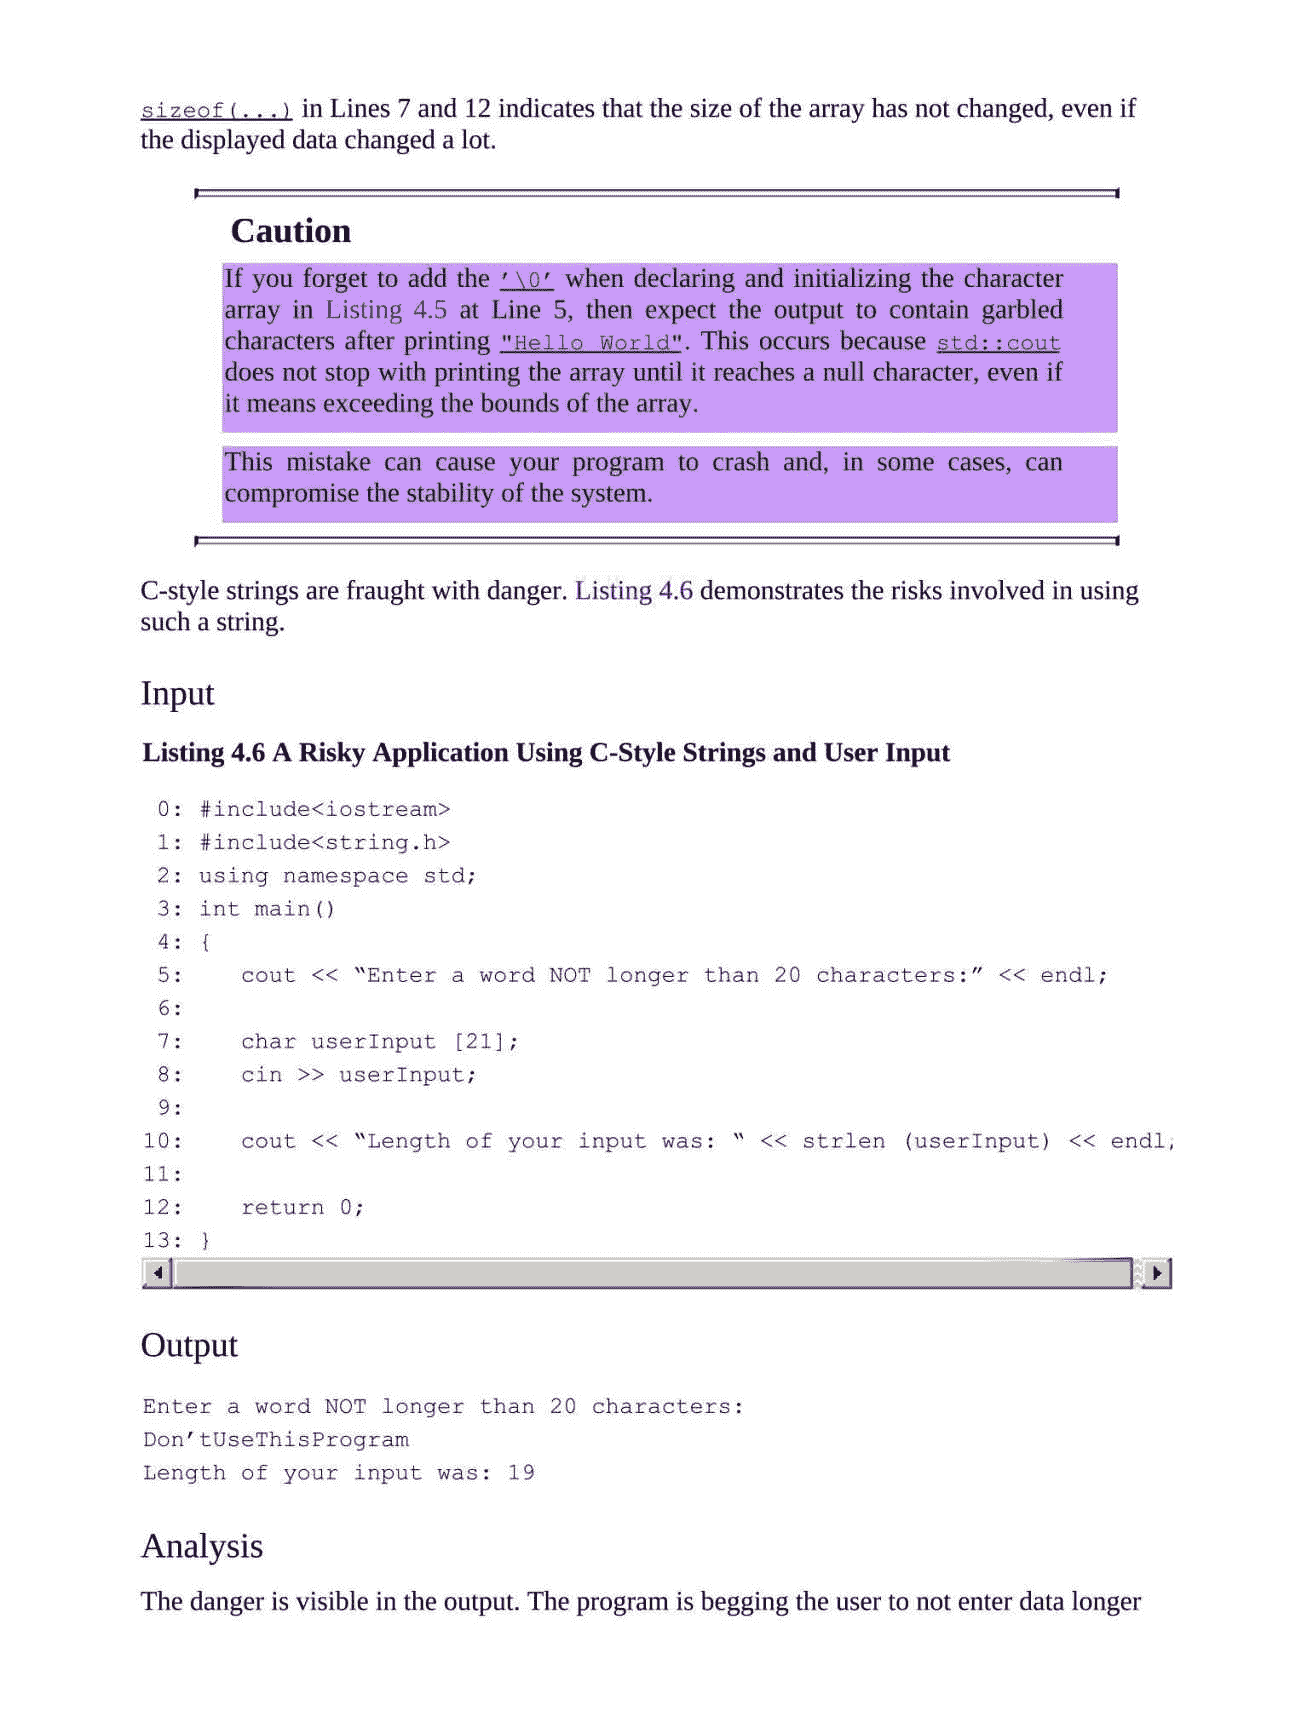 sizeof(...) in Lines 7 and 12 indicates that the size of the array has not changed, even if
the displayed data changed a lot.
Caution
If you forget to add the '\0' when declaring and initializing the character
array in Listing 4.5 at Line 5, then expect the output to contain garbled
characters after printing "Hello World". This occurs because std::cout
does not stop with printing the array until it reaches a null character, even if
it means exceeding the bounds of the array.
This mistake can cause your program to crash and, in some cases, can
compromise the stability of the system.
C-style strings are fraught with danger. Listing 4.6 demonstrates the risks involved in using
such a string.
Input
Listing 4.6 A Risky Application Using C-Style Strings and User Input
0: #include<iostream>
1: #include<string.h>
2: using namespace std;
3: int main()
4: {
5:    cout << “Enter a word NOT longer than 20 characters:” << endl;
6:
7:    char userInput [21];
8:    cin >> userInput;
9:
10:    cout << “Length of your input was: “ << strlen (userInput) << endl;
11:
12:    return 0;
13: }
Output
Enter a word NOT longer than 20 characters:
Don’tUseThisProgram
Length of your input was: 19
Analysis
The danger is visible in the output. The program is begging the user to not enter data longer